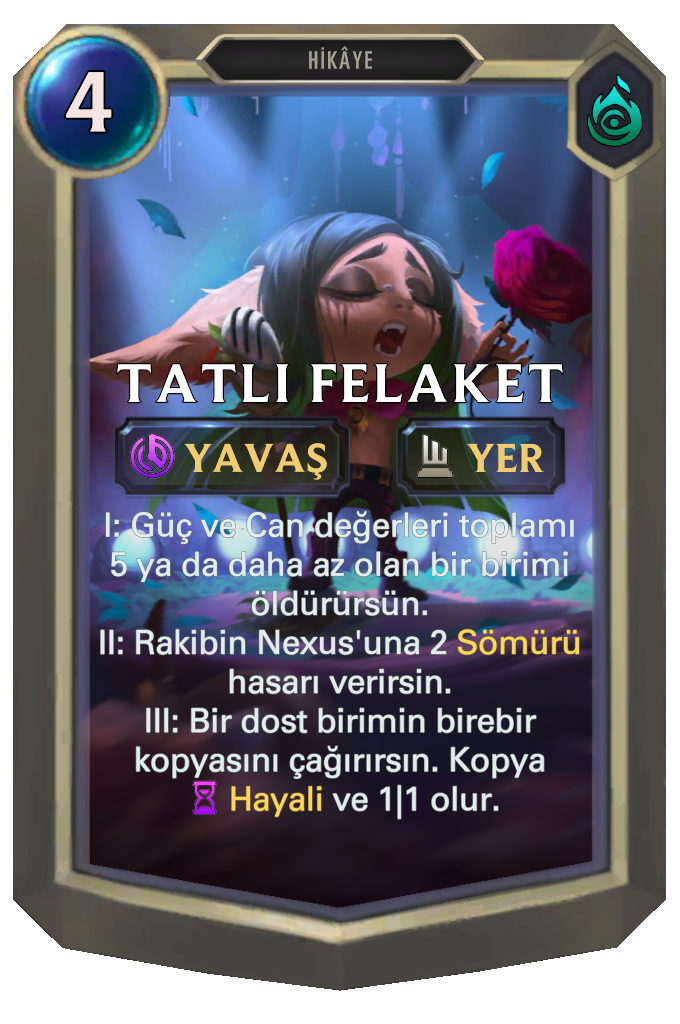 HİKÂYE
4
TATLI FELAKET
YAVAŞ
YER
I: Güç ve Can değerleri toplamı
5 ya da daha az olan bir birimi
öldürürsün.
II: Rakibin Nexus'una 2 Sömürü
hasarı verirsin.
III: Bir dost birimin birebir
kopyasını çağırırsın. Kopya
Hayali ve 1|1 olur.